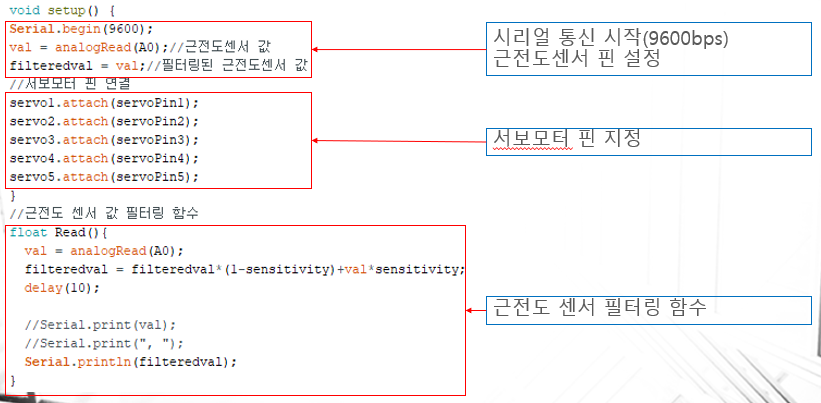 void setup() {
Serial.begin(9600);
val = analogRead(A0);//근전도센서 값
filteredval = val;//필터링된 근전도센서 값
//서보모터 핀 연결
servo1.attach(servoPin1);
servo2.attach(servoPin2);
servo3.attach(servoPin3);
servo4.attach(servoPin4);
servo5.attach(servoPin5);
}
//근전도 센서 값 필터링 함수
float Read(){
val = analogRead(A0);
filteredval = filteredval*(1-sensitivity)+val*sensitivity;
delay(10);
//Serial.print(val);
//Serial.print(", ");
Serial.println(filteredval);
}
시리얼 통신 시작(9600bps)
근전도센서 핀 설정
서보모터 핀 지정
근전도 센서 필터링 함수